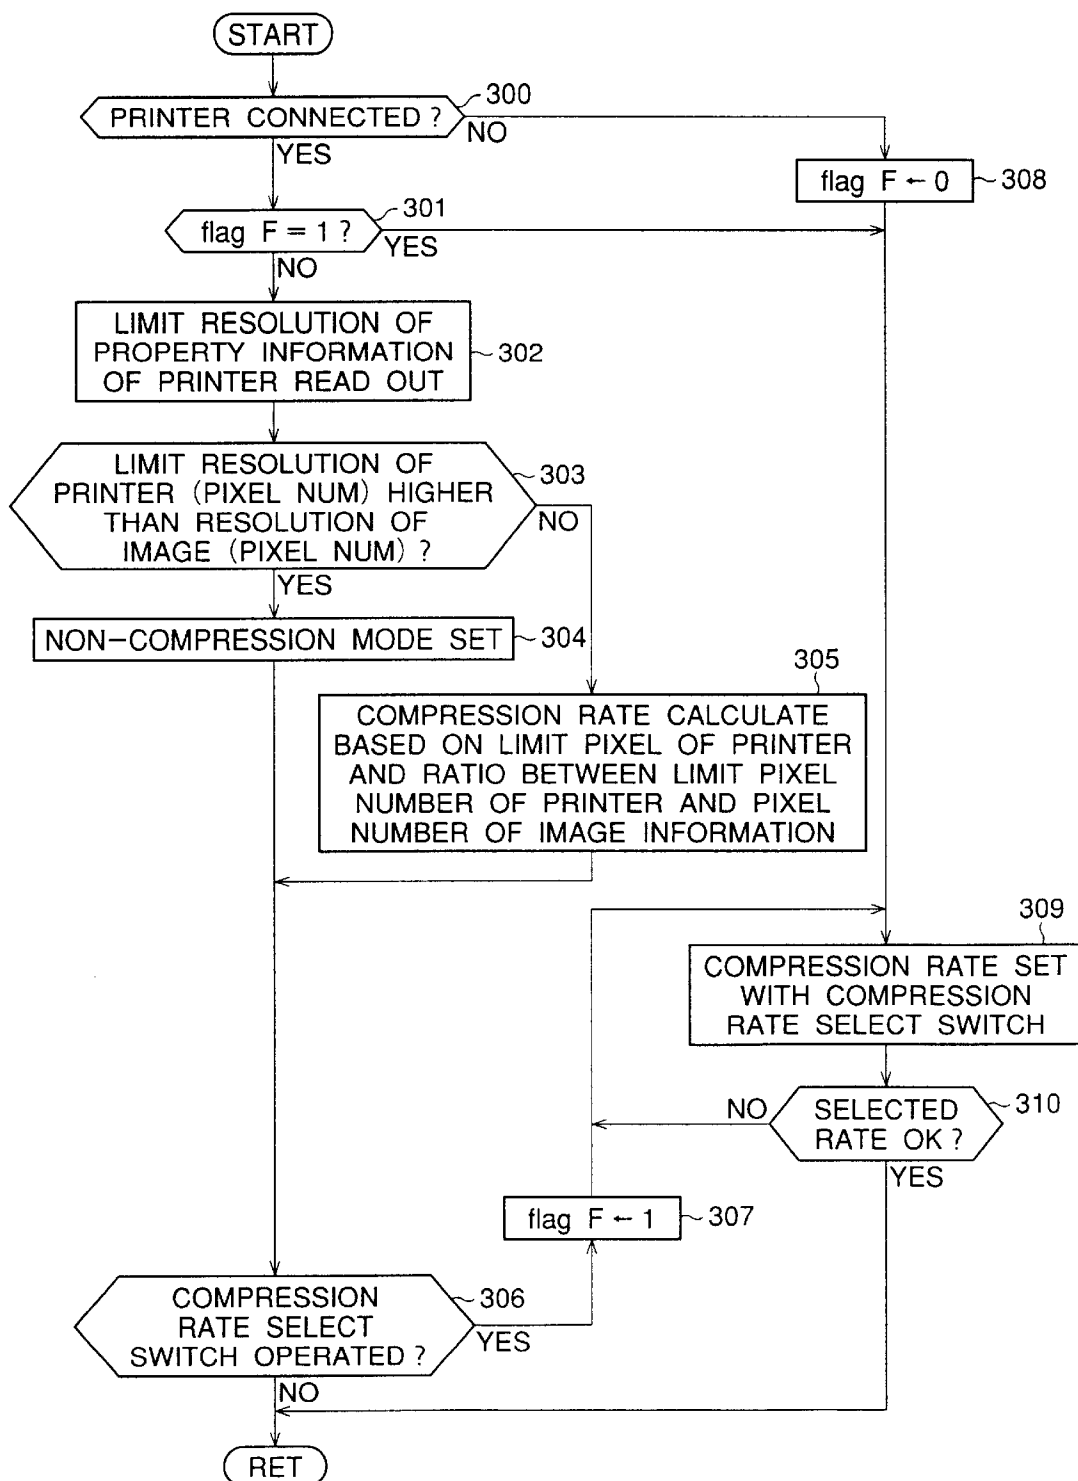 START
PRINTER CONNECTED ?
300
NO
YES
flag F ← 0
308
flag F = 1 ?
301
YES
NO
LIMIT RESOLUTION OF
PROPERTY INFORMATION
OF PRINTER READ OUT
302
LIMIT RESOLUTION OF
PRINTER (PIXEL NUM) HIGHER
THAN RESOLUTION OF
IMAGE (PIXEL NUM) ?
303
NO
YES
NON-COMPRESSION MODE SET
304
305
COMPRESSION RATE CALCULATE
BASED ON LIMIT PIXEL OF PRINTER
AND RATIO BETWEEN LIMIT PIXEL
NUMBER OF PRINTER AND PIXEL
NUMBER OF IMAGE INFORMATION
309
COMPRESSION RATE SET
WITH COMPRESSION
RATE SELECT SWITCH
SELECTED
RATE OK ?
310
NO
YES
flag F ← 1
307
COMPRESSION
RATE SELECT
SWITCH OPERATED ?
306
YES
NO
RET